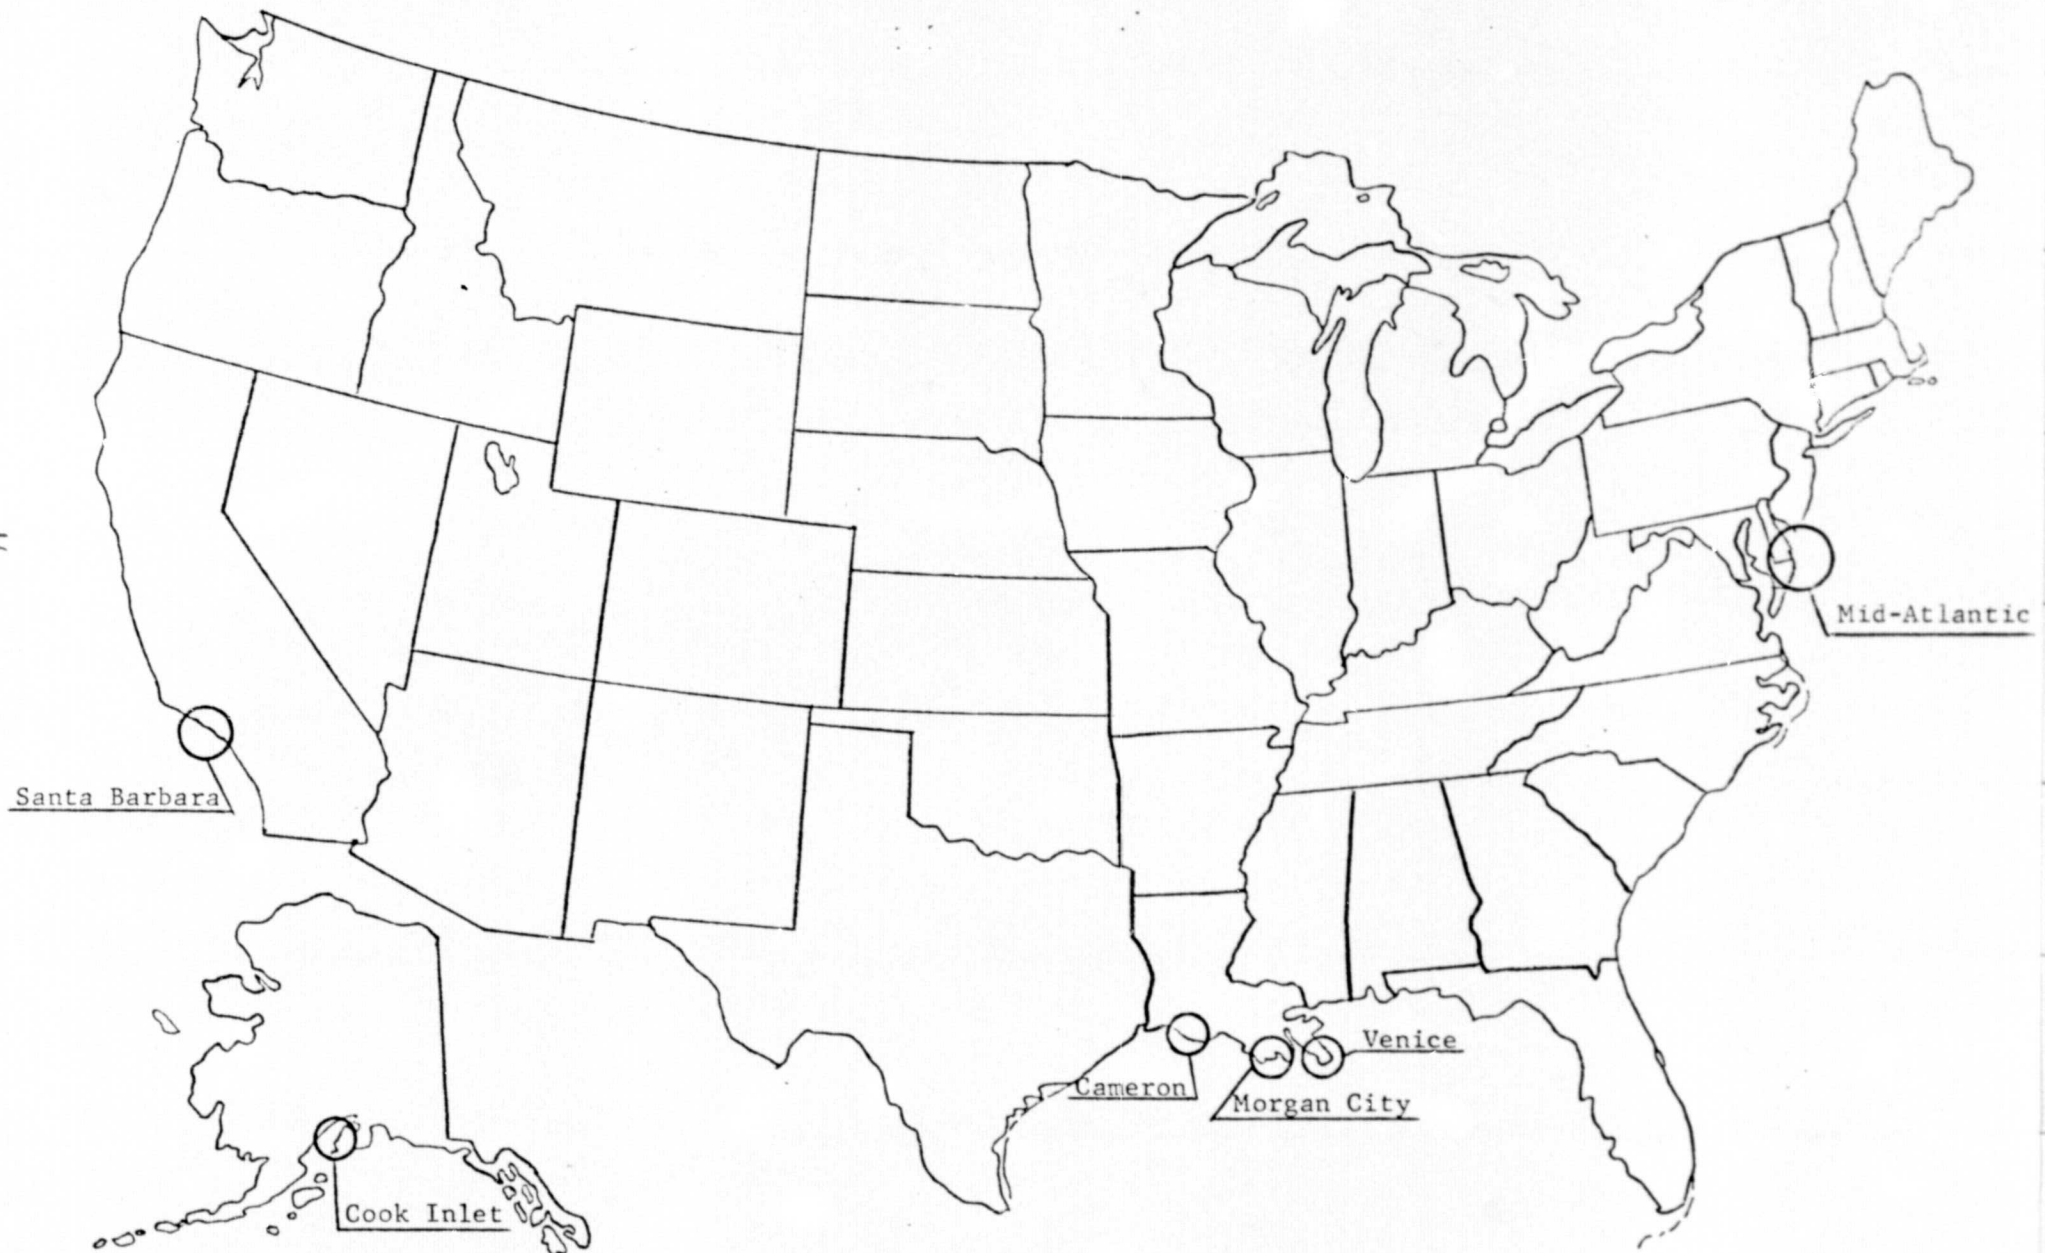 Mid-Atlantic
Santa Barbara
Venice
Cameron
Morgan City
Cook Inlet